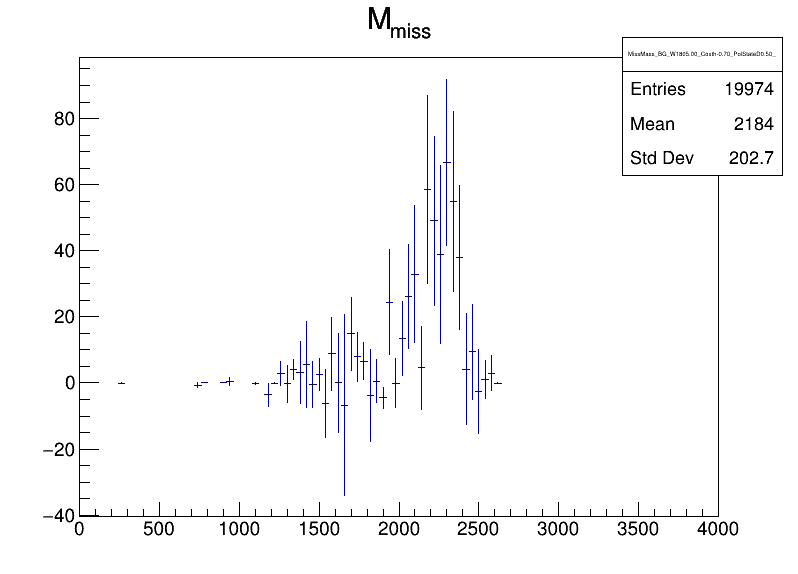 M_miss
MissMass_BG_W1805.00_Costh-0.70_PolStateD0.50_
Entries 19974
Mean 2184
Std Dev 202.7
80
60
40
20
0
−20
−40
0 500 1000 1500 2000 2500 3000 3500 4000